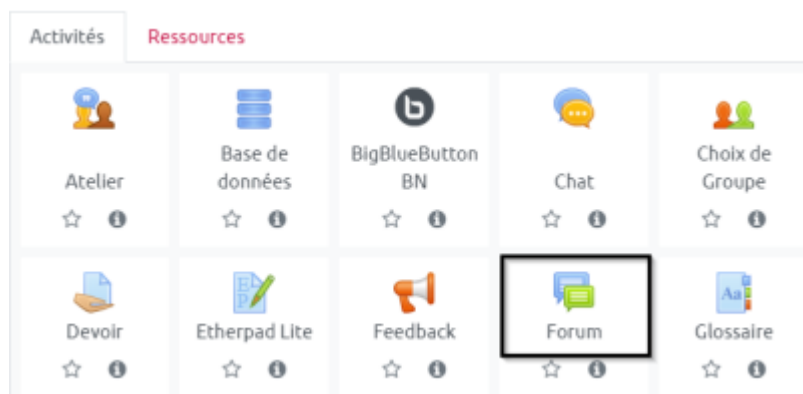 Activités Ressources
Atelier
Base de
données
BigBlueButton
BN
Chat
Choix de
Groupe
Devoir
Etherpad Lite
Feedback
Forum
Glossaire